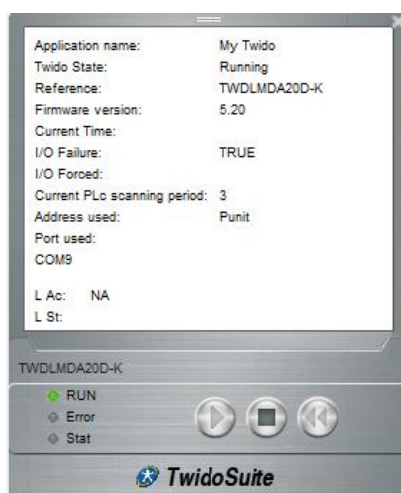 Application name: My Twido
Twido State: Running
Reference: TWDLMDA20D-K
Firmware version: 5.20
Current Time:
I/O Failure: TRUE
I/O Forced:
Current PLc scanning period: 3
Address used: Punit
Port used:
COM9
L Ac: NA
L St:
TWDLMDA20D-K
RUN
Error
Stat
TwidoSuite